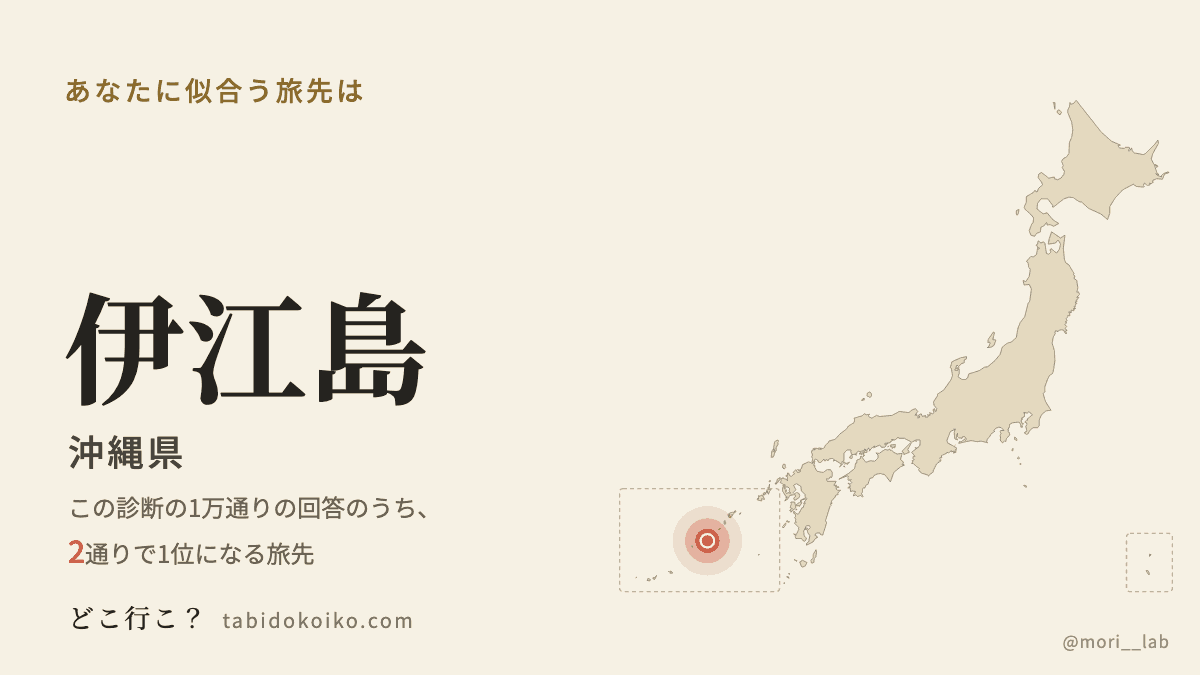 あなたに似合う旅先は
伊江島
沖縄県
この診断の1万通りの回答のうち、
2通りで1位になる旅先
どこ行こ？ tabidokoiko.com
@mori__lab